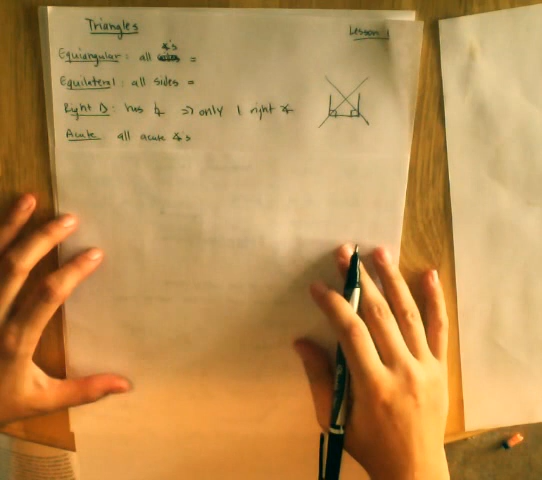 Triangles
Lesson 1
Equiangular: all ∡'s =
Equilateral: all sides =
Right Δ: has ∟ => only 1 right ∡
Acute all acute ∡'s